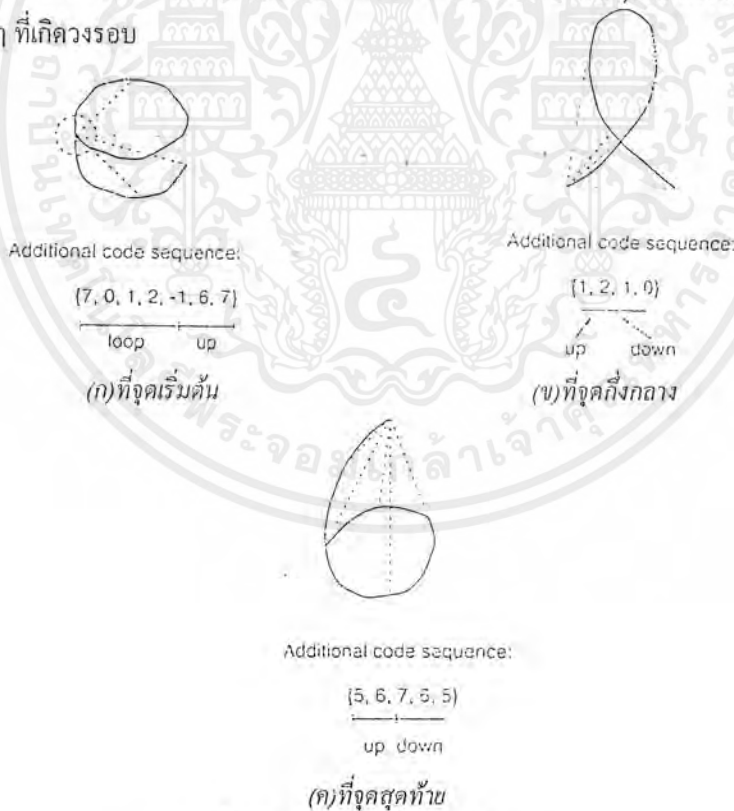 ๆ ที่เกิดวงรอบ
Additional code sequence:
{7, 0, 1, 2, -1, 6, 7}
loop up
(ก)ที่จุดเริ่มต้น
Additional code sequence:
{1, 2, 1, 0}
up down
(ข)ที่จุดกึ่งกลาง
Additional code sequence:
{5, 6, 7, 6, 5}
up down
(ค)ที่จุดสุดท้าย